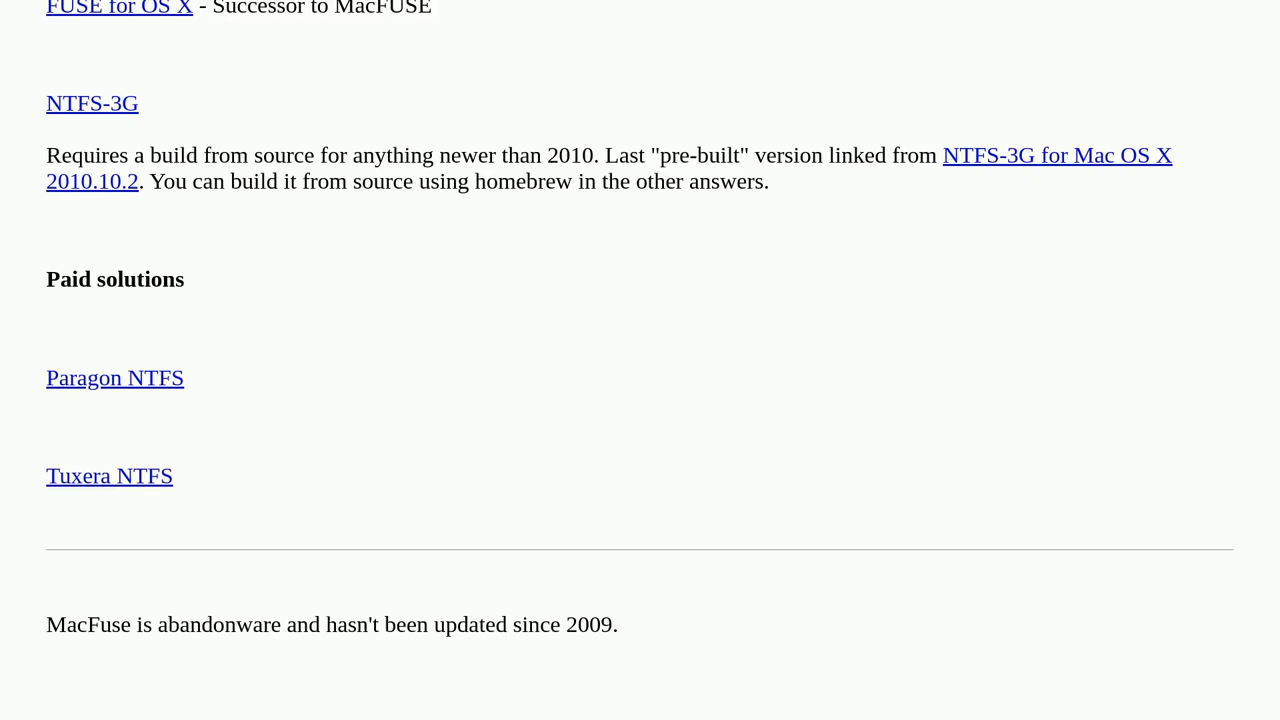 FUSE for OS X - Successor to MacFUSE
NTFS-3G
Requires a build from source for anything newer than 2010. Last "pre-built" version linked from NTFS-3G for Mac OS X
2010.10.2. You can build it from source using homebrew in the other answers.
Paid solutions
Paragon NTFS
Tuxera NTFS
MacFuse is abandonware and hasn't been updated since 2009.